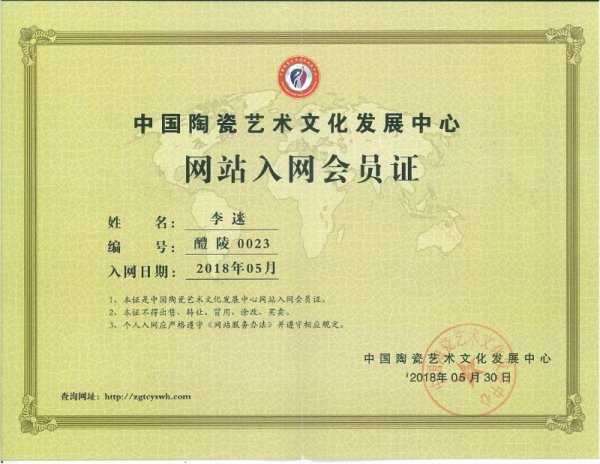 中国陶瓷艺术文化发展中心
网站入网会员证
姓 名： 李迷
编 号： 醴陵0023
入网日期： 2018年05月
1、本证是中国陶瓷艺术文化发展中心网站入网会员证。
2、本证不得出售、转让、冒用、涂改、买卖。
3、个人入网应严格遵守《网站服务办法》并遵守相应规定。
中国陶瓷艺术文化发展中心
2018年05月30日
查询网址：http://zgtcyswh.com